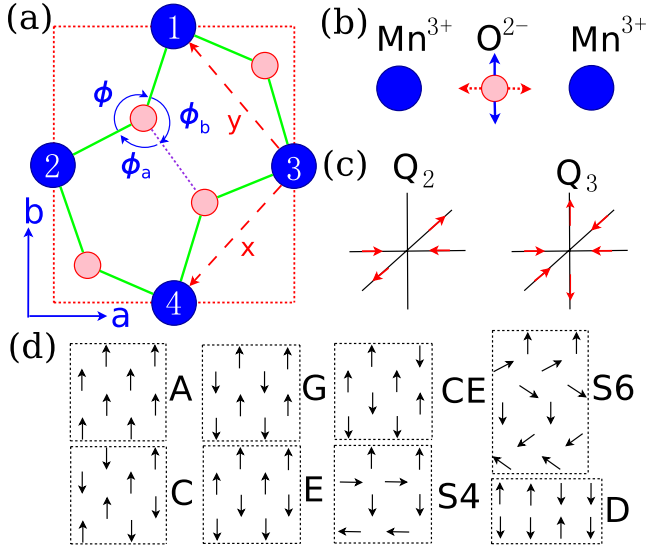 (a)
1
ϕ
ϕb
y
2
ϕa
3
b
x
4
a
(b)
Mn3+ O2− Mn3+
(c)
Q2 Q3
(d)
A G CE S6
C E S4 D